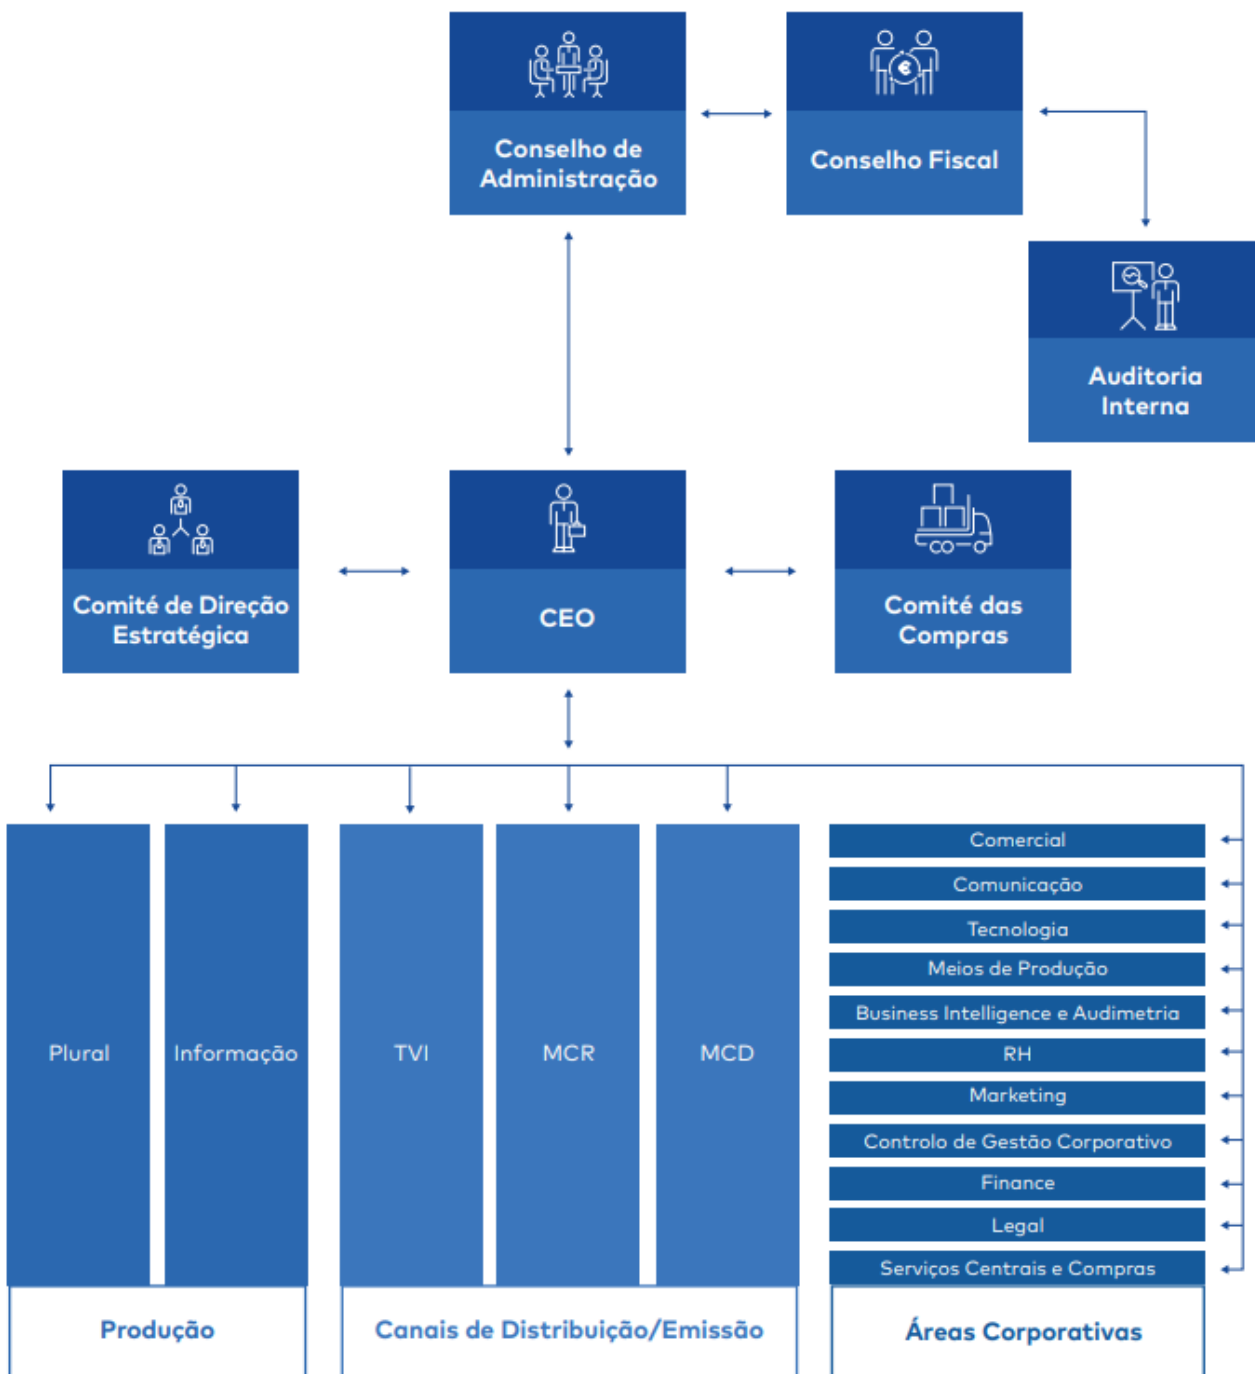 Conselho de
Administração
Conselho Fiscal
Auditoria
Interna
Comité de Direção
Estratégica
CEO
Comité das
Compras
Plural
Informação
TVI
MCR
MCD
Comercial
Comunicação
Tecnologia
Meios de Produção
Business Intelligence e Audimetria
RH
Marketing
Controlo de Gestão Corporativo
Finance
Legal
Serviços Centrais e Compras
Produção
Canais de Distribuição/Emissão
Áreas Corporativas